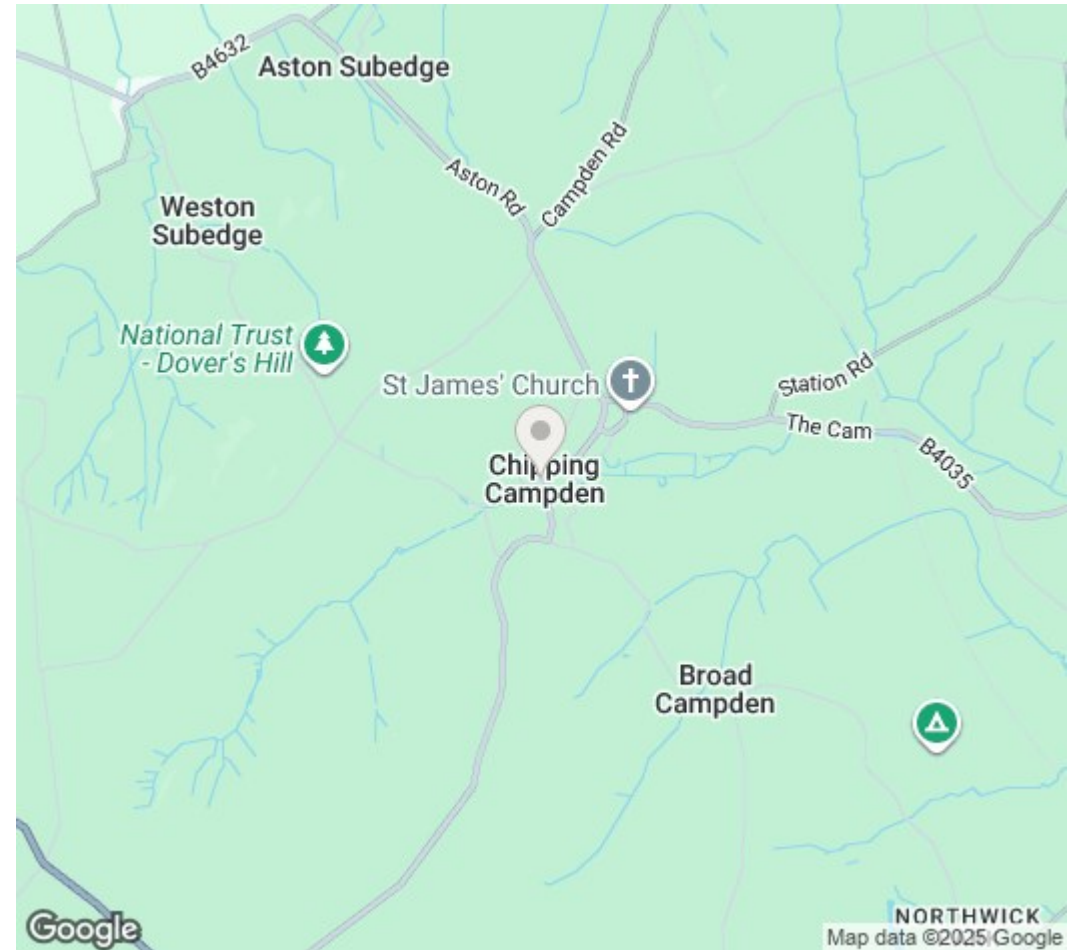 B4632
Aston Subedge
Aston Rd
Campden Rd
Weston
Subedge
National Trust
- Dover's Hill
St James' Church
Station Rd
The Cam
B4035
Chipping
Campden
Broad
Campden
NORTHWICK
Google
Map data ©2025 Google